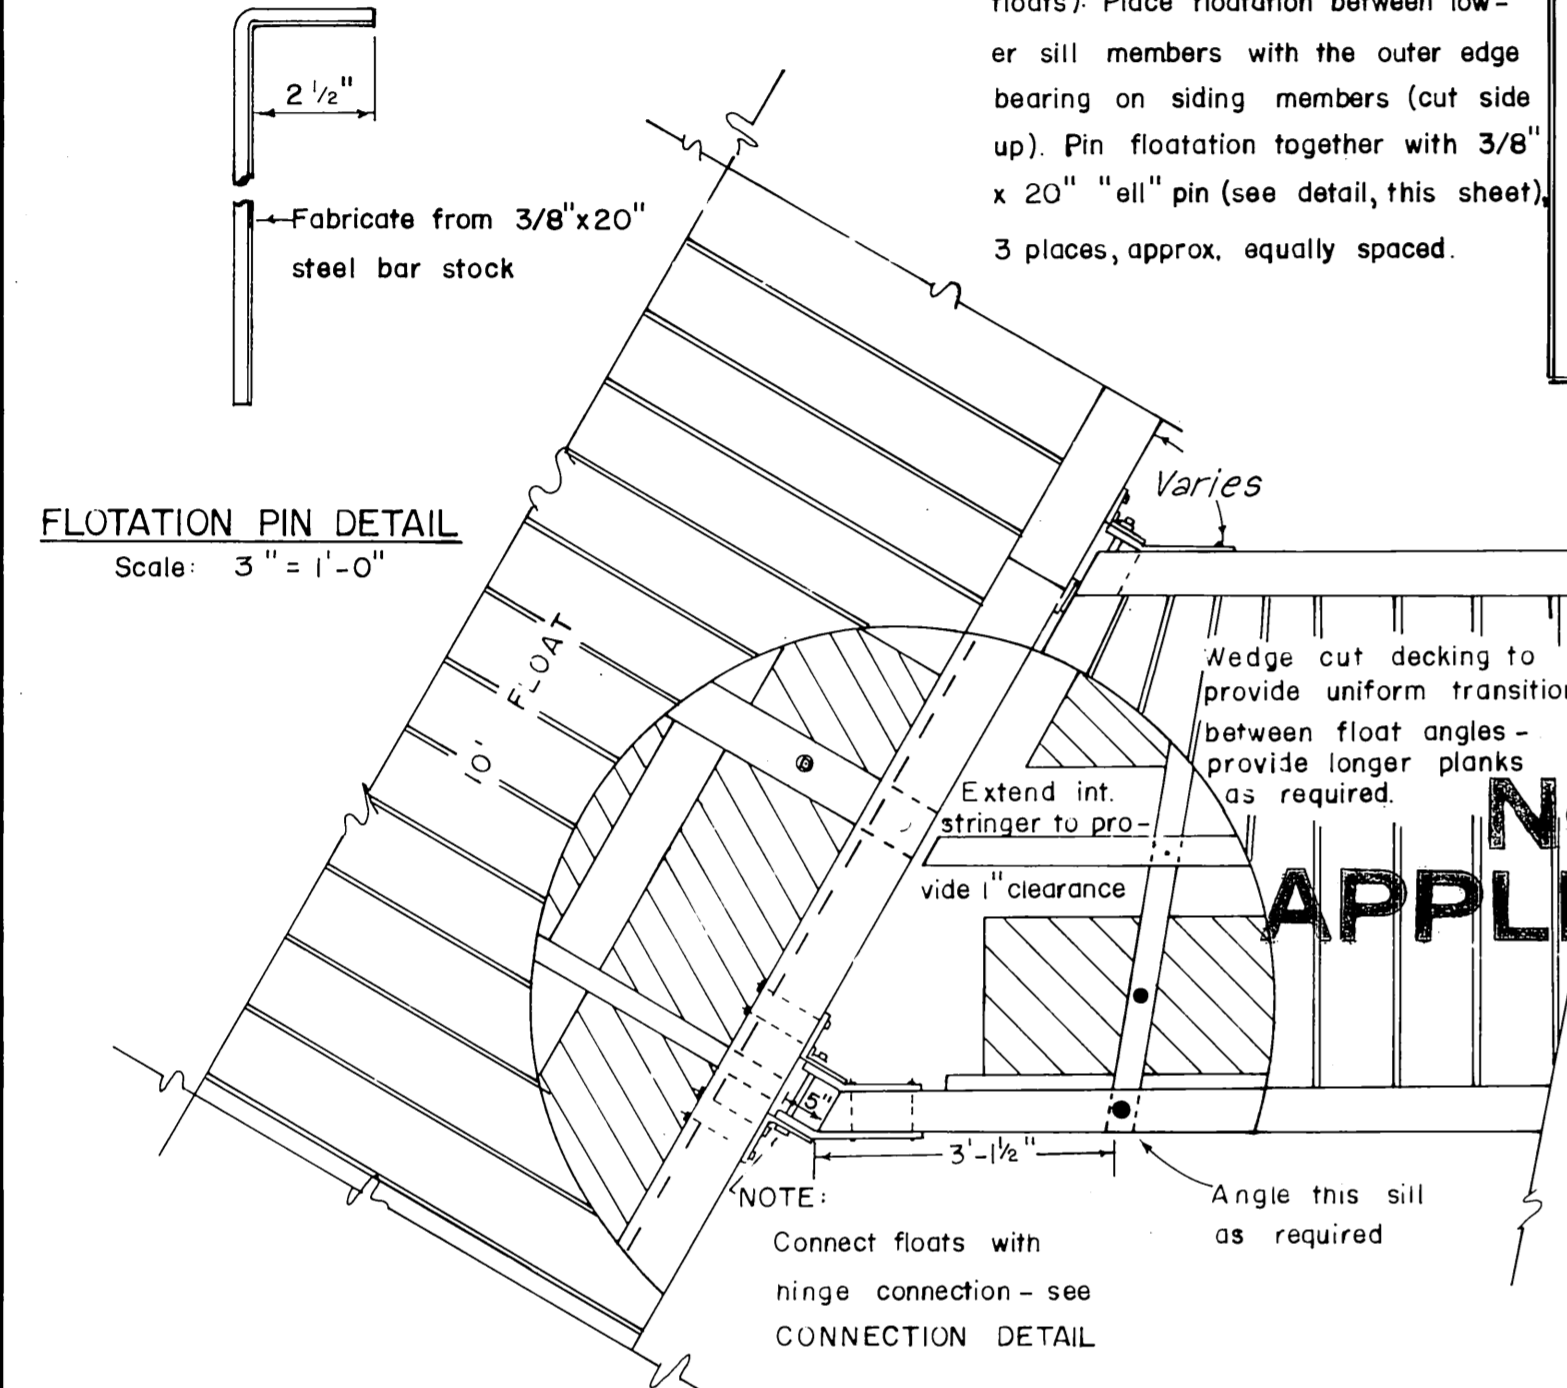 2 1/2"
Fabricate from 3/8"x20"
steel bar stock
FLOTATION PIN DETAIL
Scale: 3" = 1'-0"
er sill members with the outer edge
bearing on siding members (cut side
up). Pin floatation together with 3/8"
x 20" "ell" pin (see detail, this sheet),
3 places, approx. equally spaced.
Varies
10' FLOAT
Wedge cut decking to
provide uniform transition
between float angles -
provide longer planks
as required.
Extend int.
stringer to pro-
vide 1" clearance
5"
3'-1 1/2"
Angle this sill
as required
NOTE:
Connect floats with
hinge connection - see
CONNECTION DETAIL